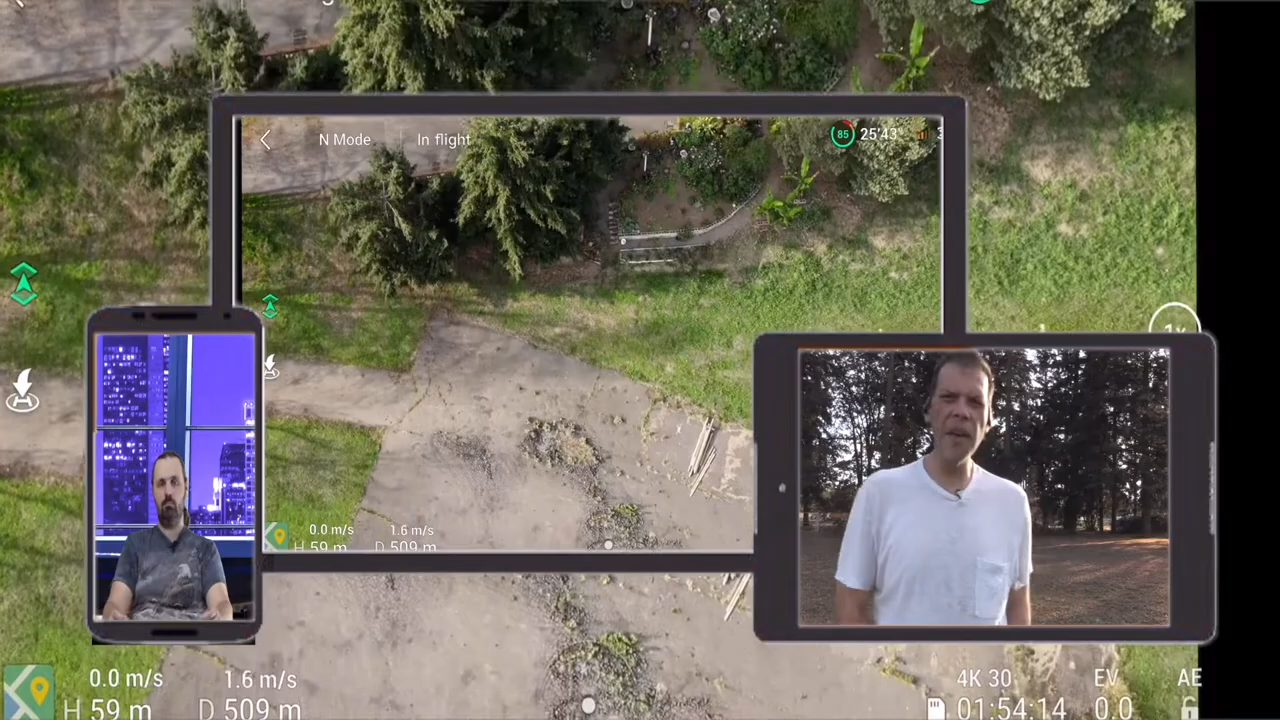 N Mode In flight 85 25'43"
1x
0.0 m/s 1.6 m/s
H 59 m D 509 m
0.0 m/s 1.6 m/s 4K 30 EV AE
H 59 m D 509 m 01:54:14 0.0